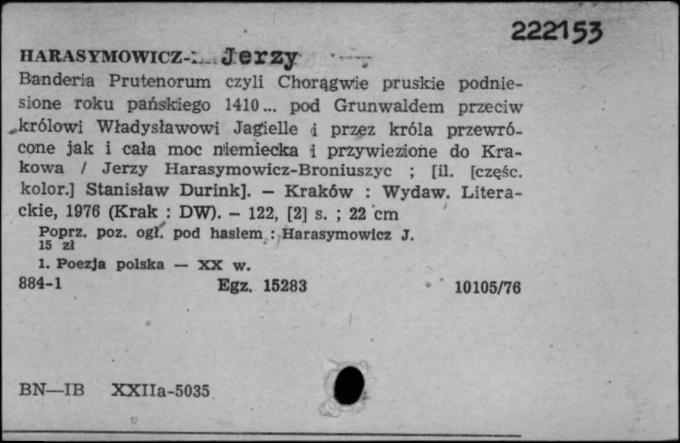 222153
HARASYMOWICZ- Jerzy
Banderia Prutenorum czyli Chorągwie pruskie podnie-
sione roku pańskiego 1410 ... pod Grunwaldem przeciw
królowi Władysławowi Jagielle i przez króla przewró-
cone jak i cała moc niemiecka i przywiezione do Kra-
kowa / Jerzy Harasymowicz-Broniuszyc ; [il. [częśc.
kolor.] Stanisław Durink]. — Kraków : Wydaw. Litera-
ckie, 1976 (Krak : DW). — 122, [2] s. ; 22 cm
Poprz. poz. ogł. pod hasłem : Harasymowicz J.
15 zł
1. Poezja polska — XX w.
884-1 Egz. 15283 10105/76
BN—IB XXIIa-5035